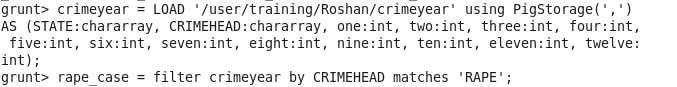 grunt> crimeyear = LOAD '/user/training/Roshan/crimeyear' using PigStorage(',')
AS (STATE:chararray, CRIMEHEAD:chararray, one:int, two:int, three:int, four:int,
five:int, six:int, seven:int, eight:int, nine:int, ten:int, eleven:int, twelve:
int);
grunt> rape_case = filter crimeyear by CRIMEHEAD matches 'RAPE';